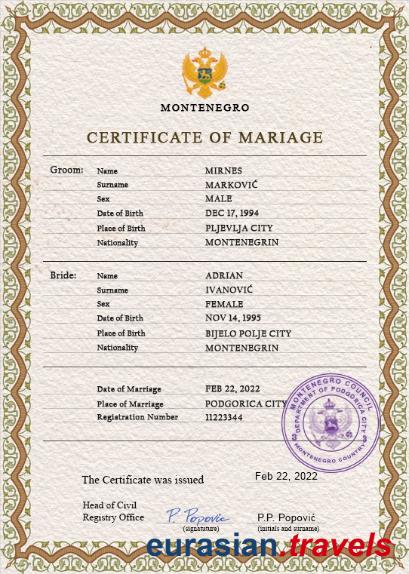 MONTENEGRO
CERTIFICATE OF MARIAGE
Groom: Name MIRNES
Surname MARKOVIĆ
Sex MALE
Date of Birth DEC 17, 1994
Place of Birth PLJEVLJA CITY
Nationality MONTENEGRIN
Bride: Name ADRIAN
Surname IVANOVIĆ
Sex FEMALE
Date of Birth NOV 14, 1995
Place of Birth BIJELO POLJE CITY
Nationality MONTENEGRIN
Date of Mariage FEB 22, 2022
Place of Mariage PODGORICA CITY
Registration Number 11223344
MONTENEGRO COUNCIL
DEPARTMENT OF PODGORICA CITY
MONTENEGRO COUNTRY
The Certificate was issued Feb 22, 2022
Head of Civil
Registry Office P. Popovic P.P. Popović
(signatuture) (initials and surname)
eurasian.travels